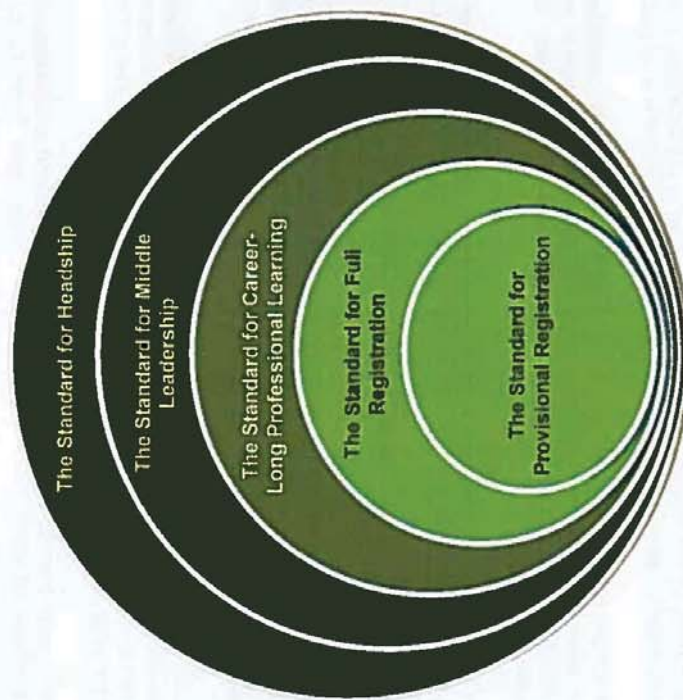 The Standard for Headship
The Standard for Middle
Leadership
The Standard for Career-
Long Professional Learning
The Standard for Full
Registration
The Standard for
Provisional Registration